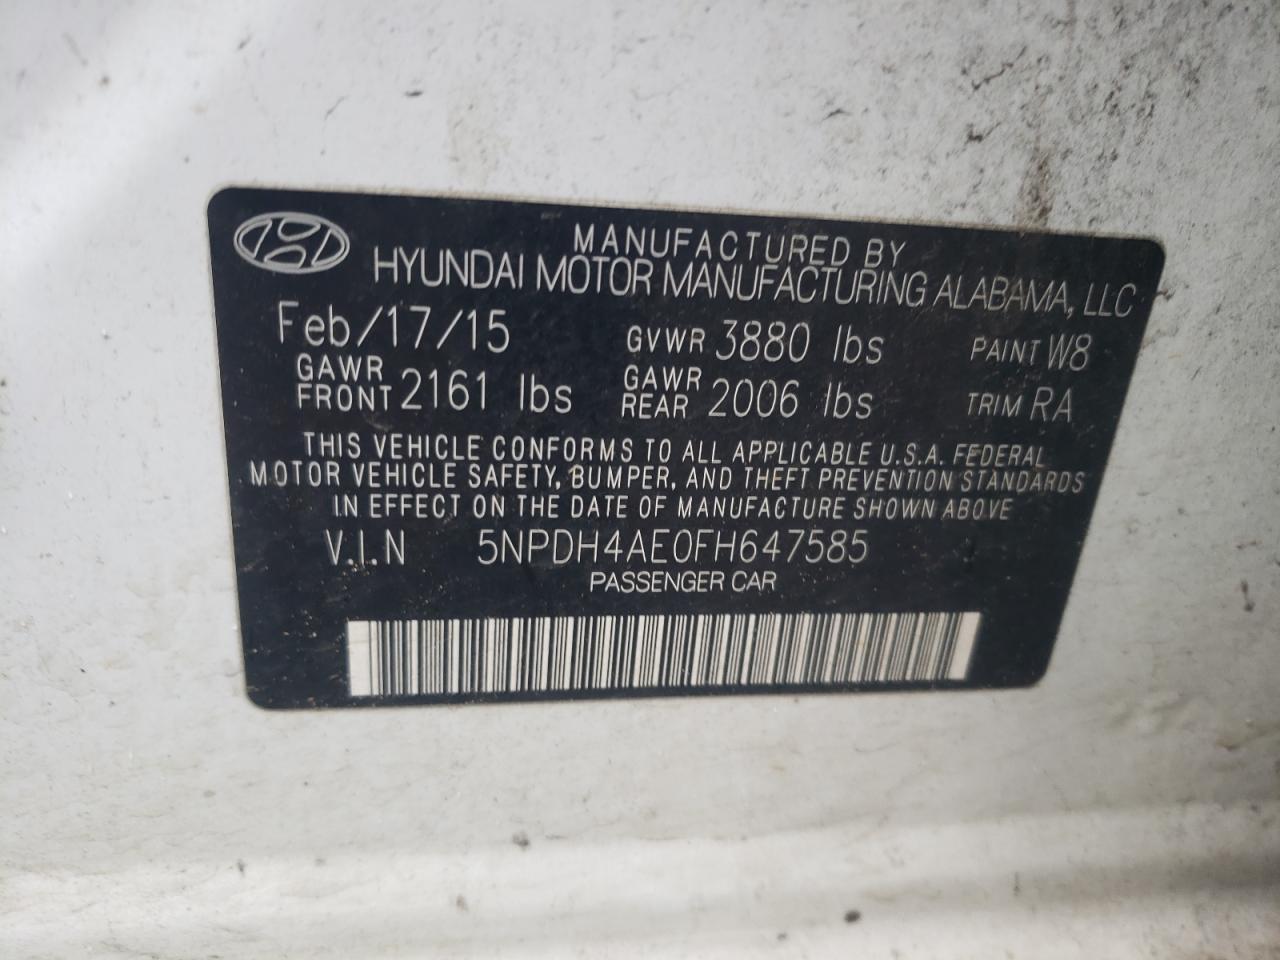 MANUFACTURED BY
HYUNDAI MOTOR MANUFACTURING ALABAMA, LLC
Feb/17/15 GVWR 3880 lbs PAINT W8
GAWR FRONT 2161 lbs GAWR REAR 2006 lbs TRIM RA
THIS VEHICLE CONFORMS TO ALL APPLICABLE U.S.A. FEDERAL
MOTOR VEHICLE SAFETY, BUMPER, AND THEFT PREVENTION STANDARDS
IN EFFECT ON THE DATE OF MANUFACTURE SHOWN ABOVE
V.I.N 5NPDH4AE0FH647585
PASSENGER CAR